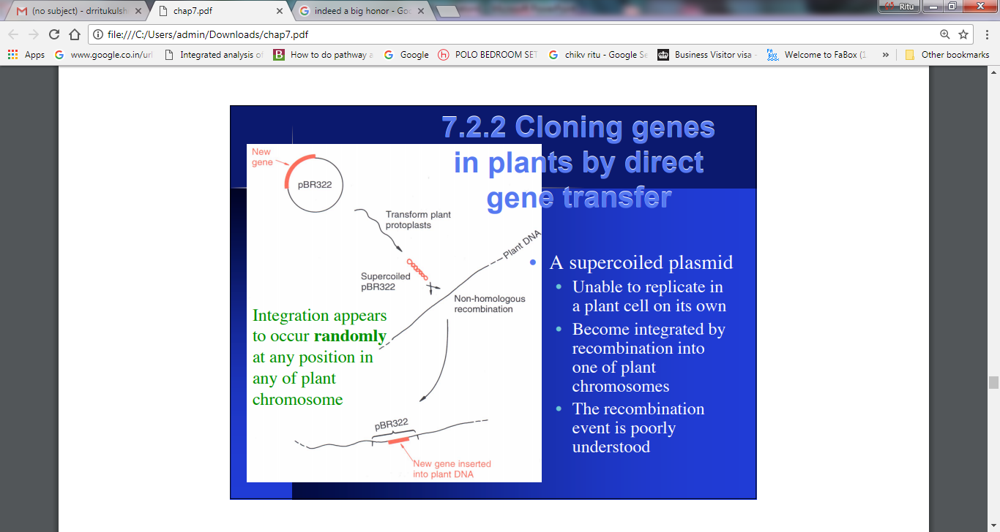 (no subject) - drritukulsh
chap7.pdf
indeed a big honor - Goo
Ritu
file:///C:/Users/admin/Downloads/chap7.pdf
Apps
www.google.co.in/url
Integrated analysis of
How to do pathway a
Google
POLO BEDROOM SET
chikv ritu - Google Se
Business Visitor visa -
Welcome to FaBox (1
»
Other bookmarks
7.2.2 Cloning genes
in plants by direct
gene transfer
New
gene
pBR322
Transform plant
protoplasts
Plant DNA
Supercoiled
pBR322
Non-homologous
recombination
Integration appears
to occur randomly
at any position in
any of plant
chromosome
pBR322
New gene inserted
into plant DNA
• A supercoiled plasmid
• Unable to replicate in
a plant cell on its own
• Become integrated by
recombination into
one of plant
chromosomes
• The recombination
event is poorly
understood